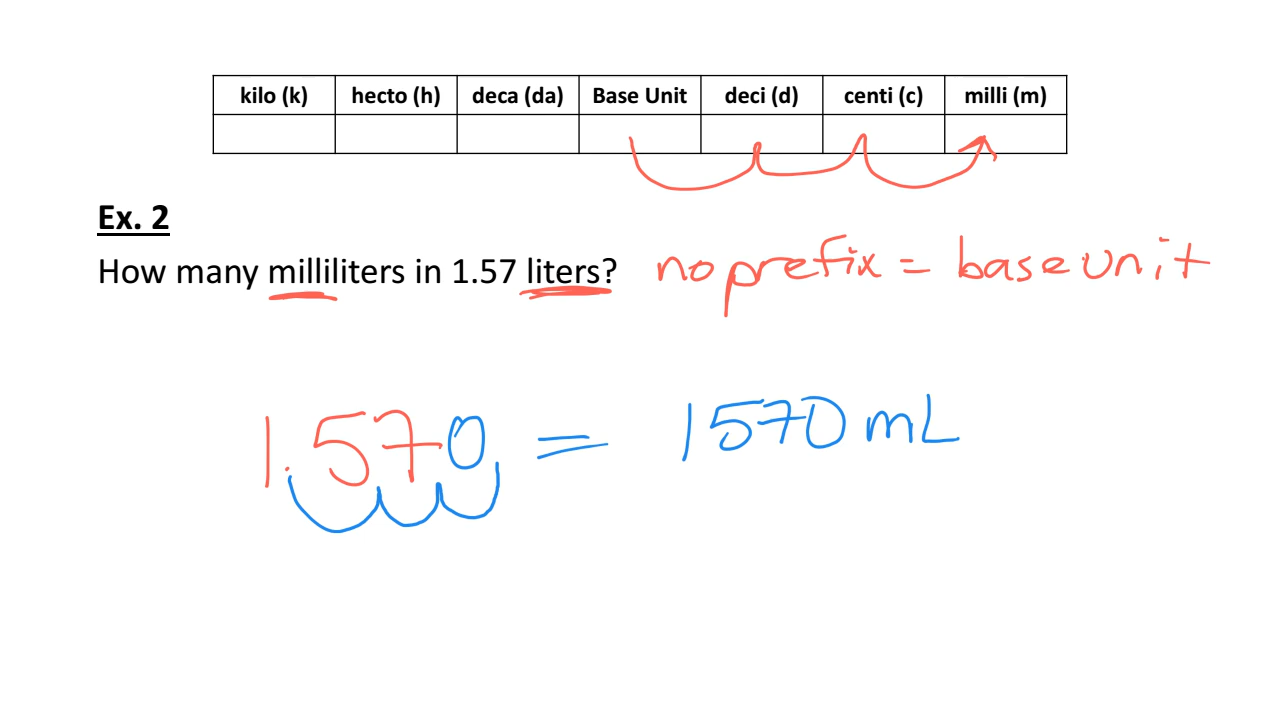 kilo (k) hecto (h) deca (da) Base Unit deci (d) centi (c) milli (m)
Ex. 2
How many milliliters in 1.57 liters? no prefix = base unit
1.570 = 1570 mL